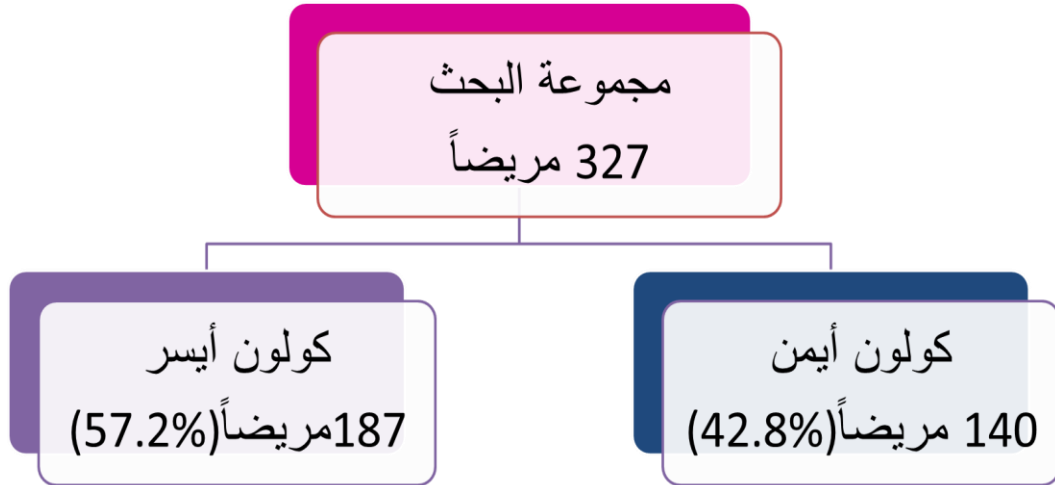 مجموعة البحث
327 مريضاً
كولون أيمن
140 مريضاً(42.8%)
كولون أيسر
187مريضاً(57.2%)